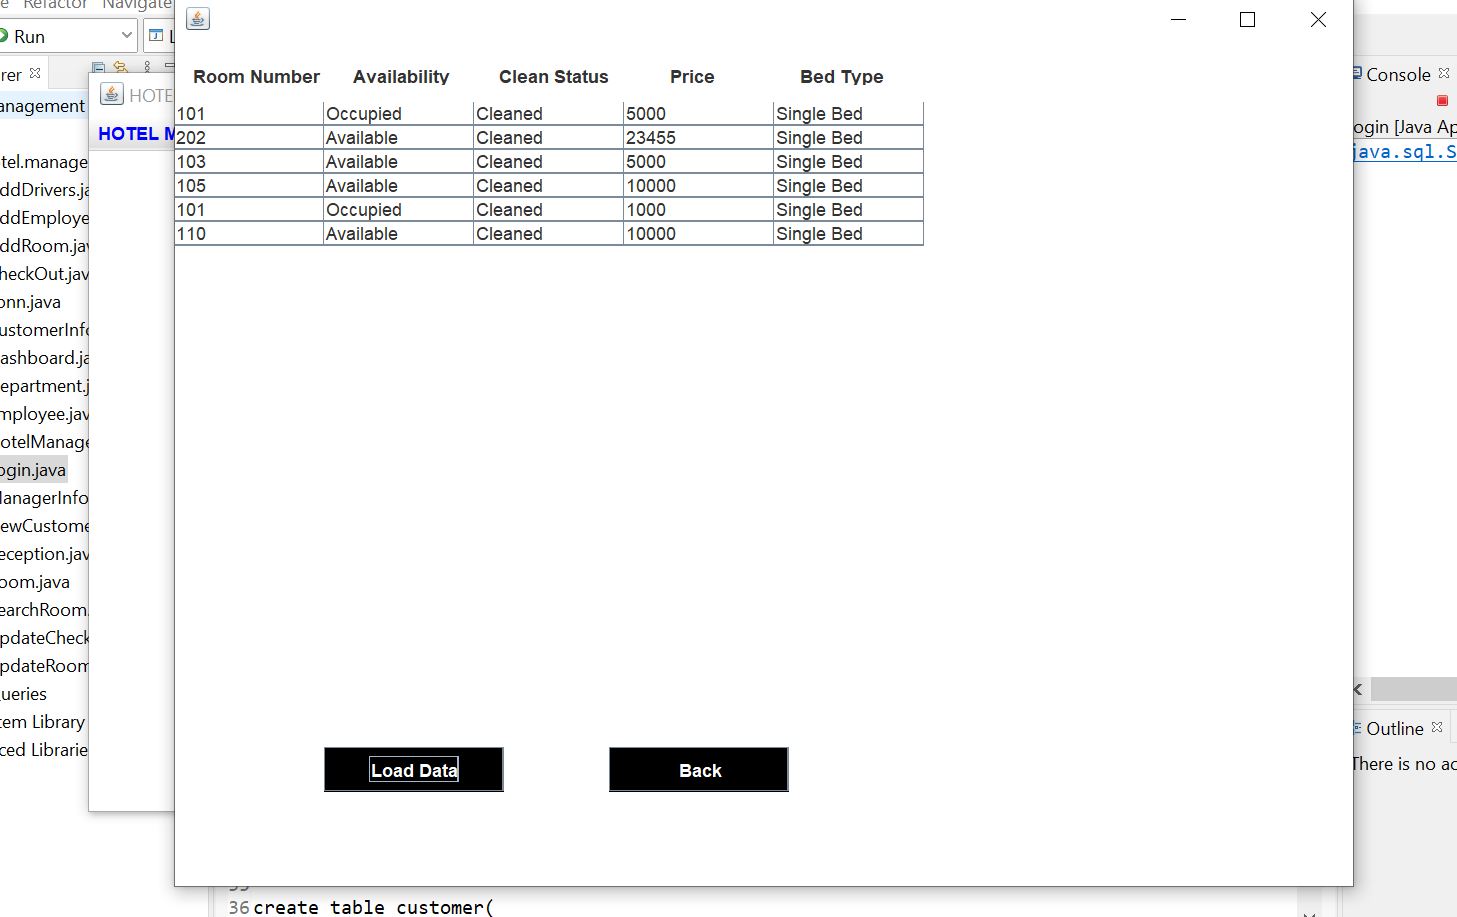 Refactor Navigate
Run
HOTE
HOTEL M
anagement
tel.manage
ddDrivers.ja
ddEmploye
ddRoom.jav
heckOut.jav
onn.java
ustomerInfo
ashboard.ja
epartment.j
mployee.jav
otelManage
ogin.java
ManagerInfo
ewCustome
eception.jav
oom.java
earchRoom.
pdateCheck
pdateRoom
ueries
tem Library
ced Librarie
Room Number Availability Clean Status Price Bed Type
101 Occupied Cleaned 5000 Single Bed
202 Available Cleaned 23455 Single Bed
103 Available Cleaned 5000 Single Bed
105 Available Cleaned 10000 Single Bed
101 Occupied Cleaned 1000 Single Bed
110 Available Cleaned 10000 Single Bed
Load Data Back
36 create table customer(
Console
ogin [Java Ap
java.sql.S
Outline
There is no ac